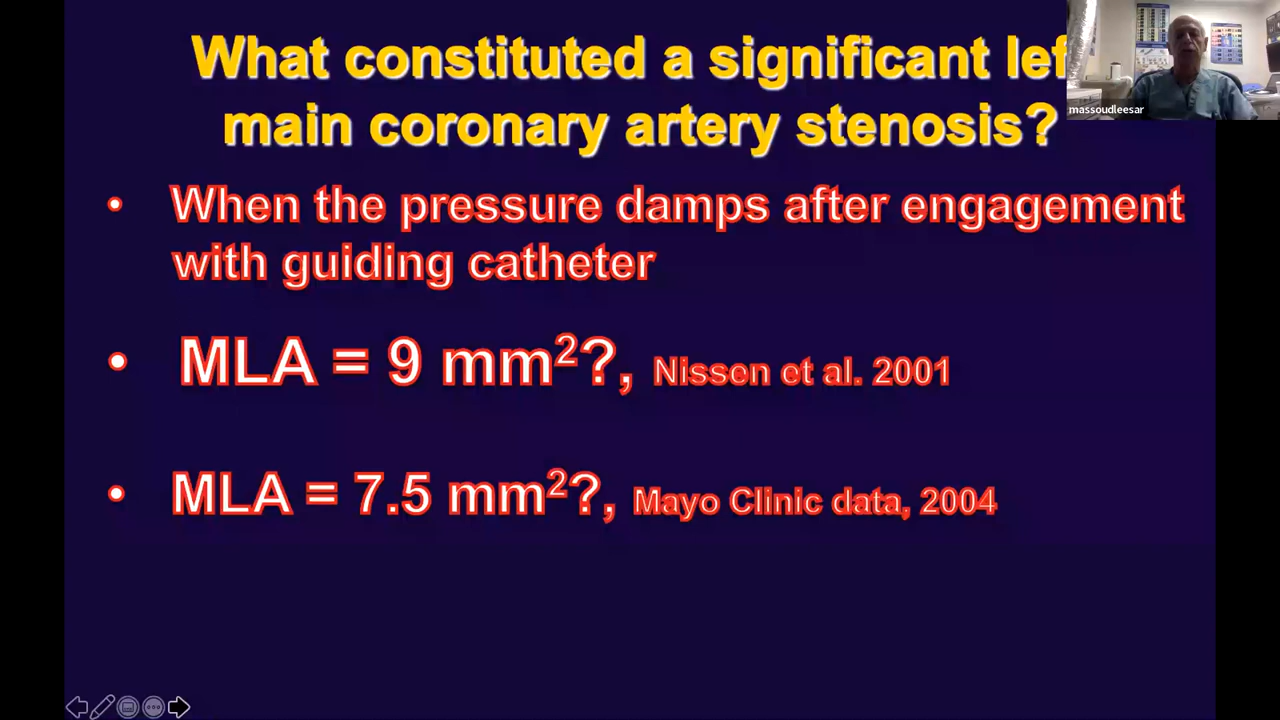 What constituted a significant lef
main coronary artery stenosis?
• When the pressure damps after engagement
with guiding catheter
• MLA = 9 mm²?, Nissen et al. 2001
• MLA = 7.5 mm²?, Mayo Clinic data, 2004
massoudleesar